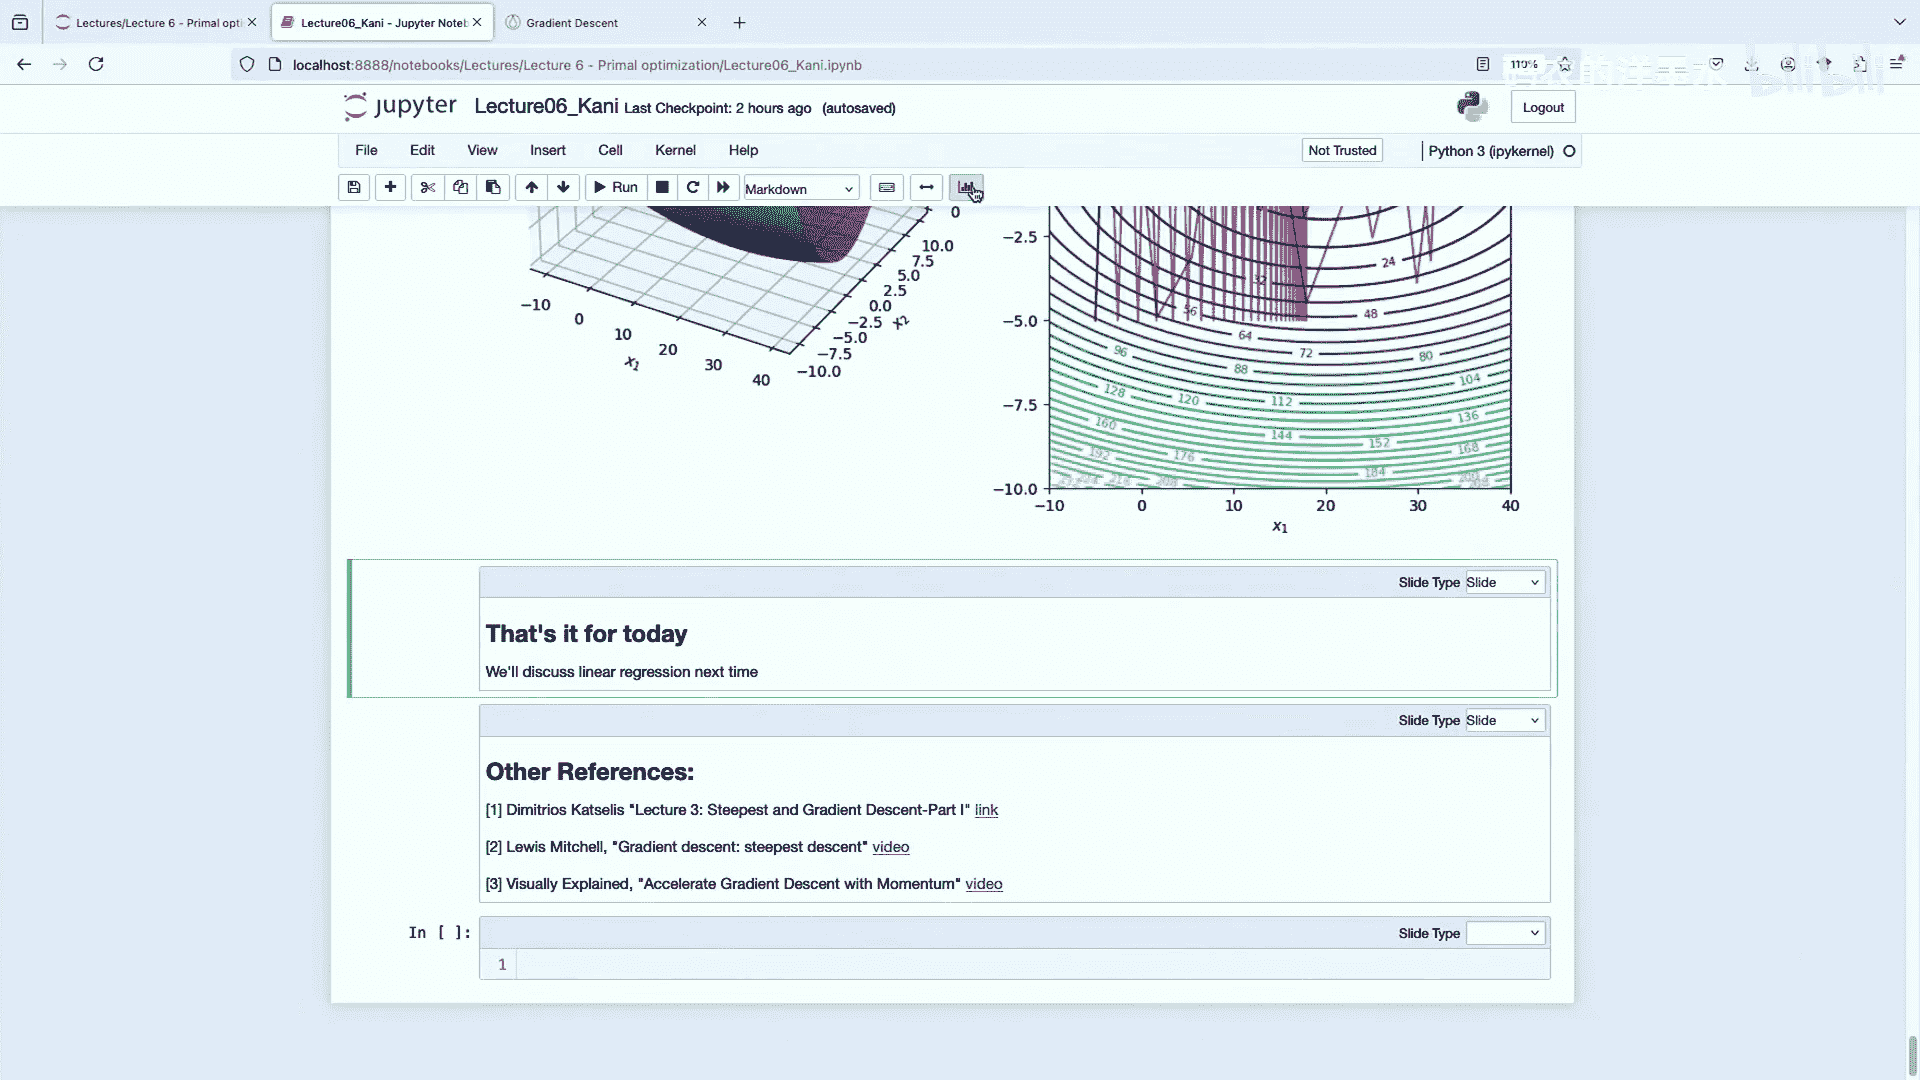 Lectures/Lecture 6 - Primal opti
Lecture06_Kani - Jupyter Note
Gradient Descent
localhost:8888/notebooks/Lectures/Lecture 6 - Primal optimization/Lecture06_Kani.ipynb
110%
jupyter Lecture06_Kani Last Checkpoint: 2 hours ago (autosaved)
Logout
File Edit View Insert Cell Kernel Help
Not Trusted
Python 3 (ipykernel)
Run
Markdown
0
10.0
7.5
5.0
2.5
0.0
−2.5
−5.0
−7.5
−10.0
x2
−10
0
10
20
30
40
x1
−2.5
−5.0
−7.5
−10.0
24
32
48
56
64
72
80
88
96
104
112
120
128
136
144
152
160
168
176
184
192
−10 0 10 20 30 40
x1
Slide Type Slide
That's it for today
We'll discuss linear regression next time
Slide Type Slide
Other References:
[1] Dimitrios Katselis "Lecture 3: Steepest and Gradient Descent-Part I" link
[2] Lewis Mitchell, "Gradient descent: steepest descent" video
[3] Visually Explained, "Accelerate Gradient Descent with Momentum" video
In [ ]:
Slide Type
1